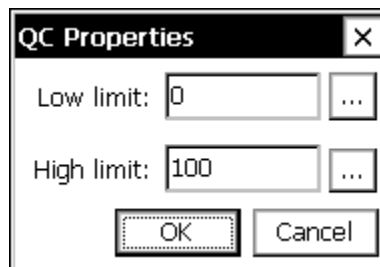 QC Properties
Low limit: 0 ...
High limit: 100 ...
OK Cancel